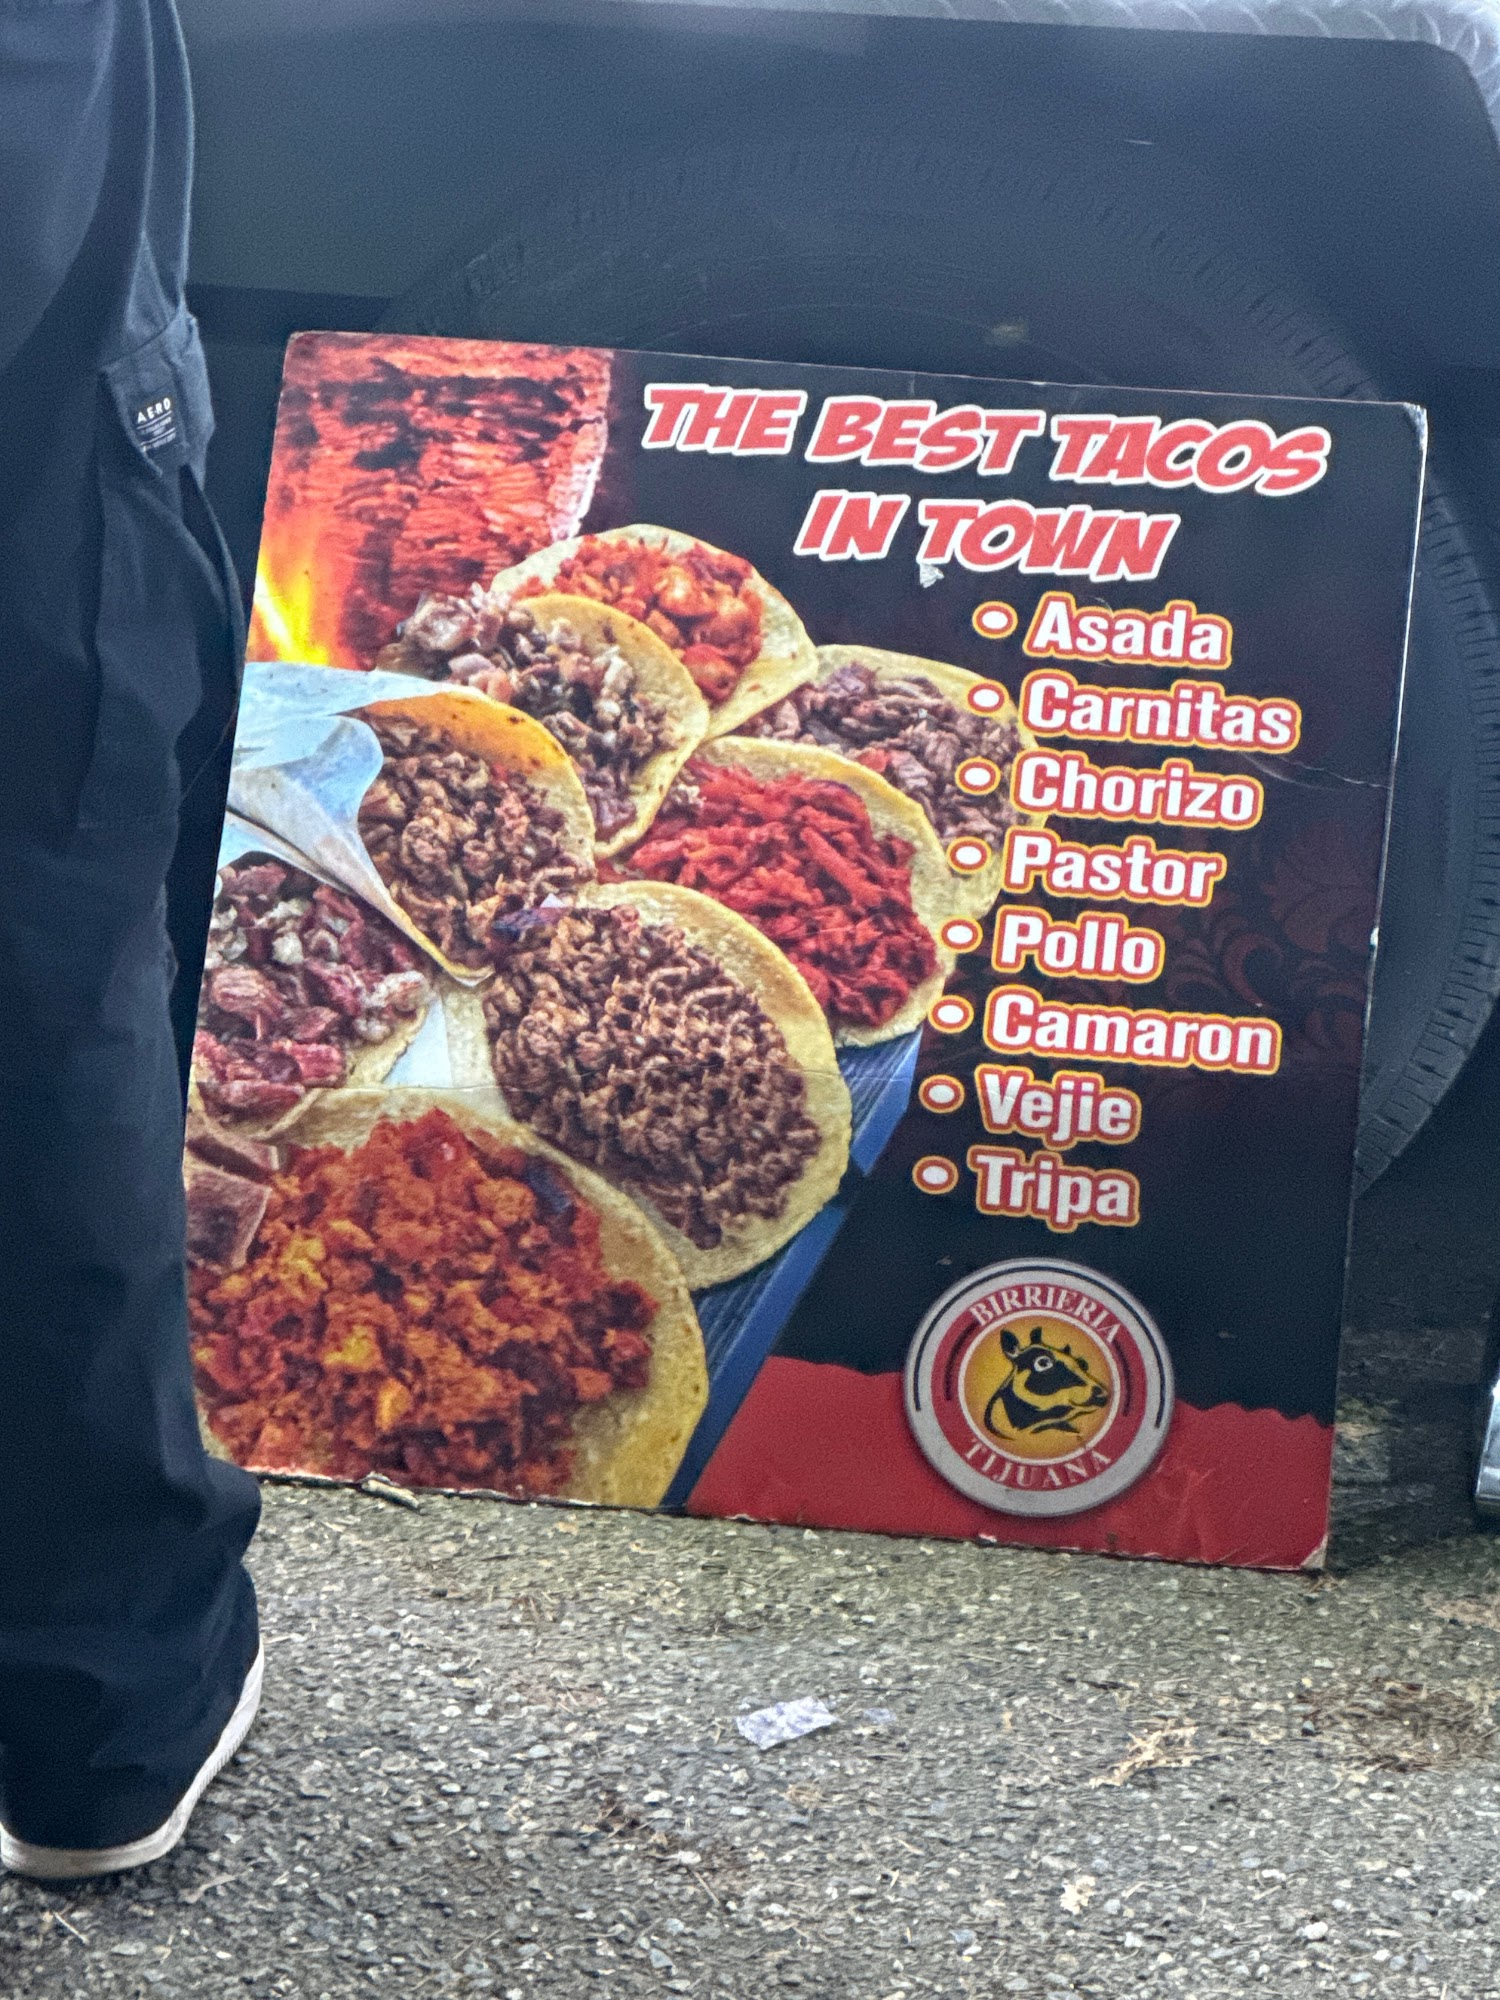 AERO
THE BEST TACOS
IN TOWN
• Asada
• Carnitas
• Chorizo
• Pastor
• Pollo
• Camaron
• Vejie
• Tripa
BIRRIERIA
TIJUANA